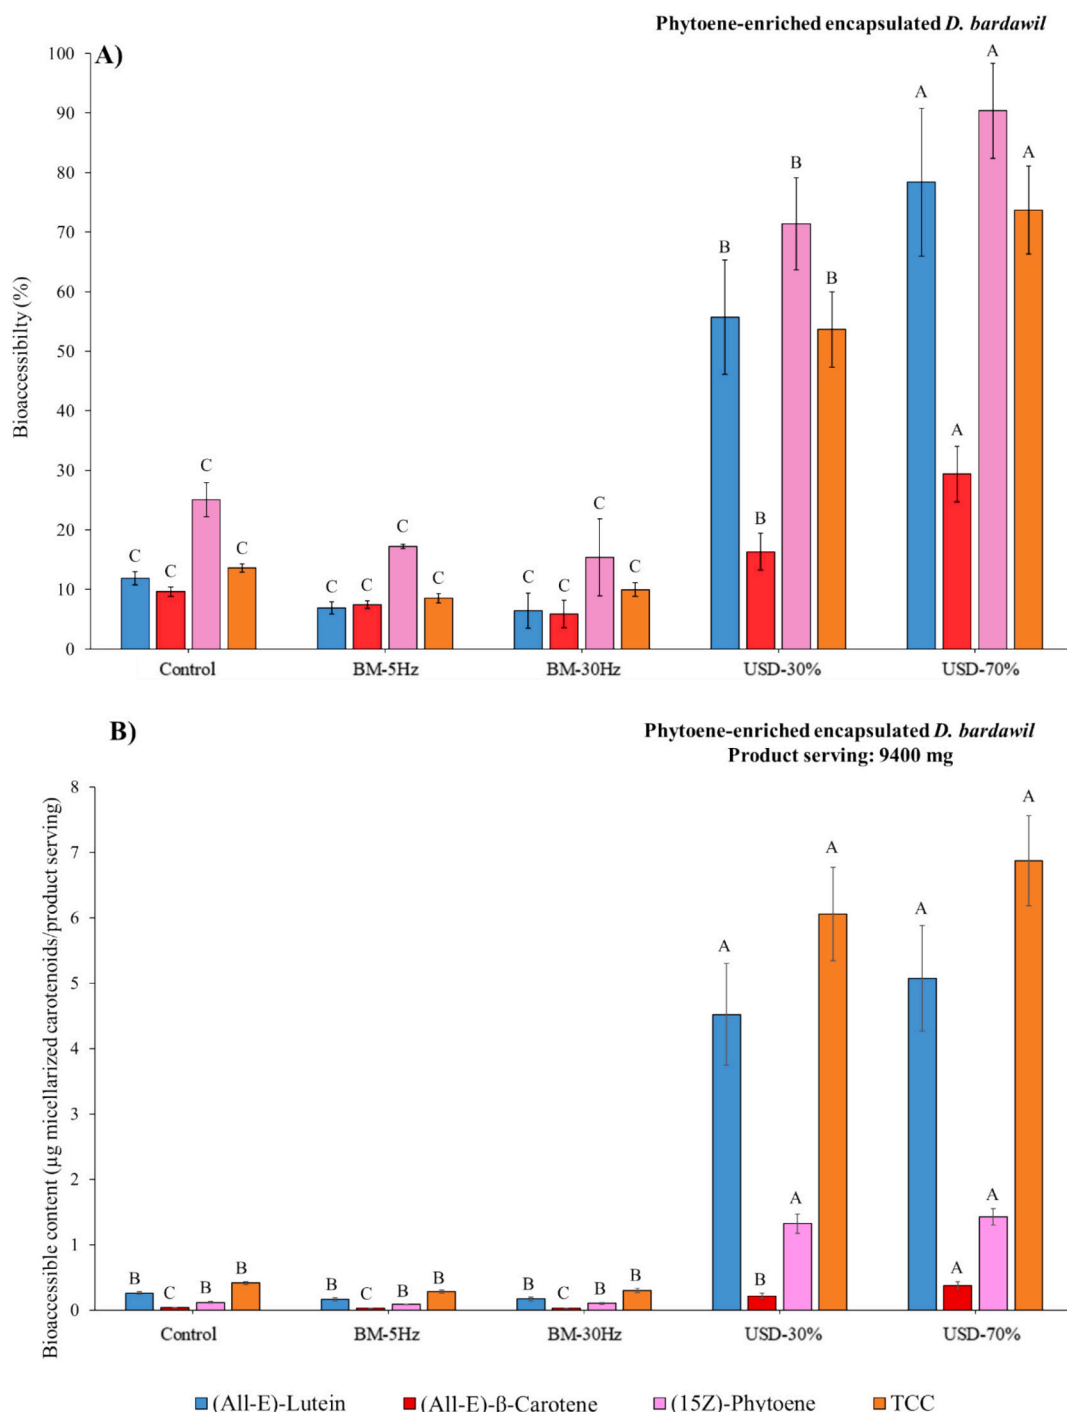 Phytoene-enriched encapsulated D. bardawil
A)
100
90
80
70
60
50
40
30
20
10
0
Bioaccessibilty (%)
C
C
C
C
C
C
C
C
C
C
C
C
B
B
B
B
A
A
A
A
Control
BM-5Hz
BM-30Hz
USD-30%
USD-70%
B)
Phytoene-enriched encapsulated D. bardawil
Product serving: 9400 mg
8
7
6
5
4
3
2
1
0
Bioaccessible content (µg micellarized carotenoids/product serving)
B
C
B
B
B
C
B
B
B
C
B
B
A
B
A
A
A
A
A
A
Control
BM-5Hz
BM-30Hz
USD-30%
USD-70%
(All-E)-Lutein
(All-E)-β-Carotene
(15Z)-Phytoene
TCC